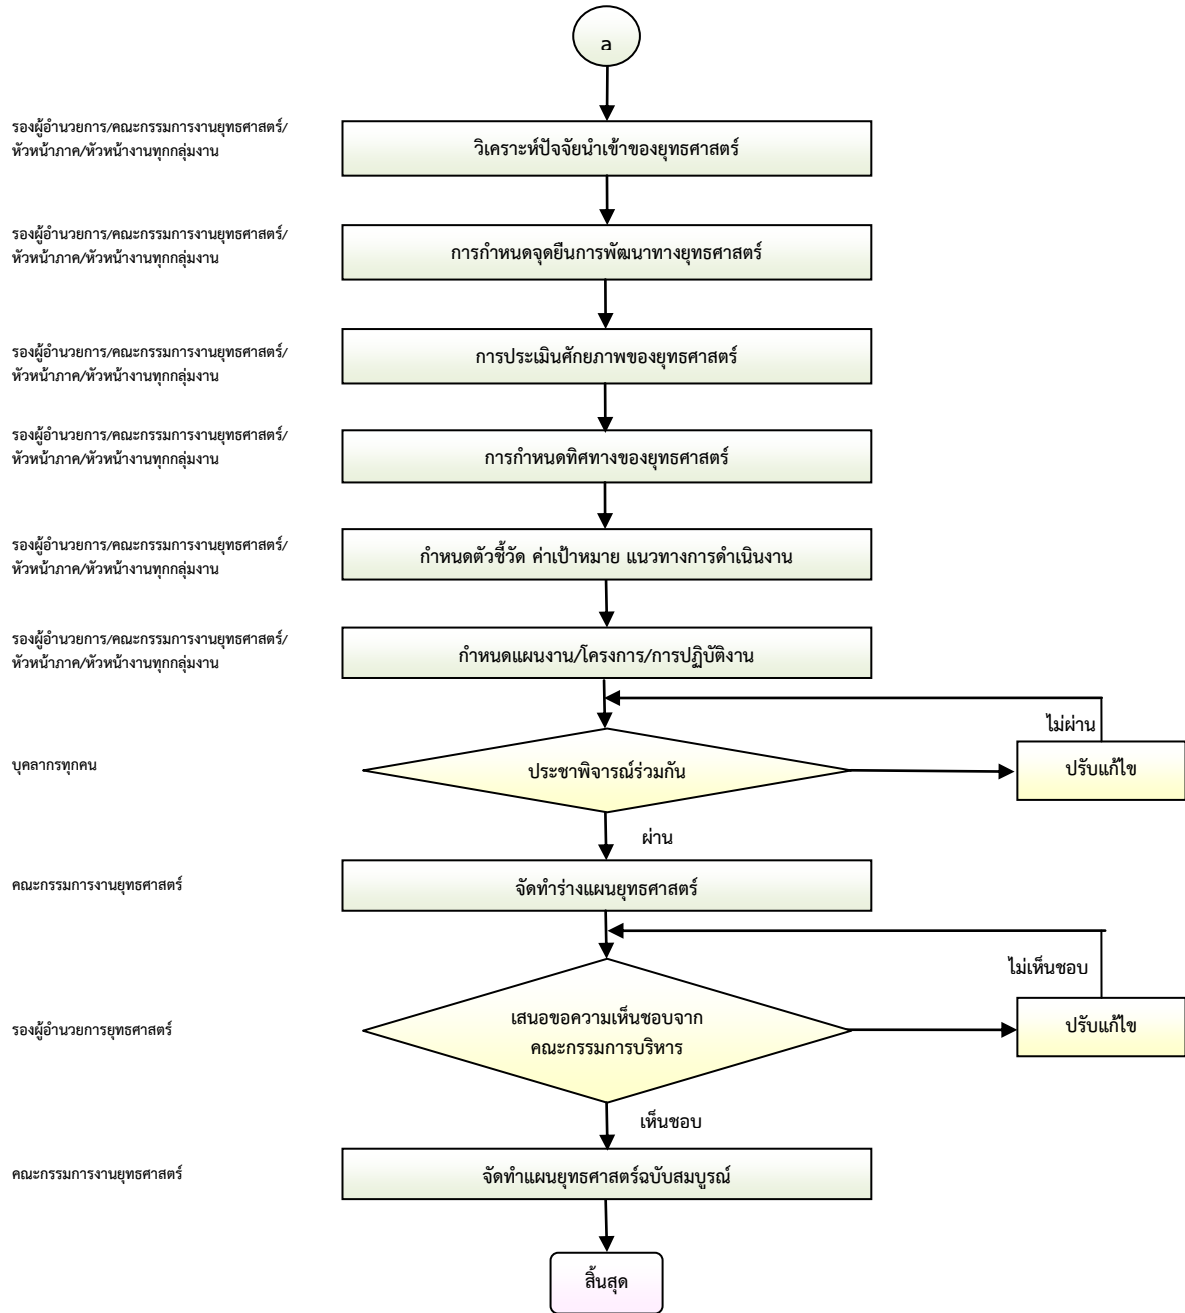 a
รองผู้อำนวยการ/คณะกรรมการงานยุทธศาสตร์/
หัวหน้าภาค/หัวหน้างานทุกกลุ่มงาน
วิเคราะห์ปัจจัยนำเข้าของยุทธศาสตร์
รองผู้อำนวยการ/คณะกรรมการงานยุทธศาสตร์/
หัวหน้าภาค/หัวหน้างานทุกกลุ่มงาน
การกำหนดจุดยืนการพัฒนาทางยุทธศาสตร์
รองผู้อำนวยการ/คณะกรรมการงานยุทธศาสตร์/
หัวหน้าภาค/หัวหน้างานทุกกลุ่มงาน
การประเมินศักยภาพของยุทธศาสตร์
รองผู้อำนวยการ/คณะกรรมการงานยุทธศาสตร์/
หัวหน้าภาค/หัวหน้างานทุกกลุ่มงาน
การกำหนดทิศทางของยุทธศาสตร์
รองผู้อำนวยการ/คณะกรรมการงานยุทธศาสตร์/
หัวหน้าภาค/หัวหน้างานทุกกลุ่มงาน
กำหนดตัวชี้วัด ค่าเป้าหมาย แนวทางการดำเนินงาน
รองผู้อำนวยการ/คณะกรรมการงานยุทธศาสตร์/
หัวหน้าภาค/หัวหน้างานทุกกลุ่มงาน
กำหนดแผนงาน/โครงการ/การปฏิบัติงาน
ไม่ผ่าน
บุคลากรทุกคน
ประชาพิจารณ์ร่วมกัน
ปรับแก้ไข
ผ่าน
คณะกรรมการงานยุทธศาสตร์
จัดทำร่างแผนยุทธศาสตร์
ไม่เห็นชอบ
รองผู้อำนวยการยุทธศาสตร์
เสนอขอความเห็นชอบจาก
คณะกรรมการบริหาร
ปรับแก้ไข
เห็นชอบ
คณะกรรมการงานยุทธศาสตร์
จัดทำแผนยุทธศาสตร์ฉบับสมบูรณ์
สิ้นสุด